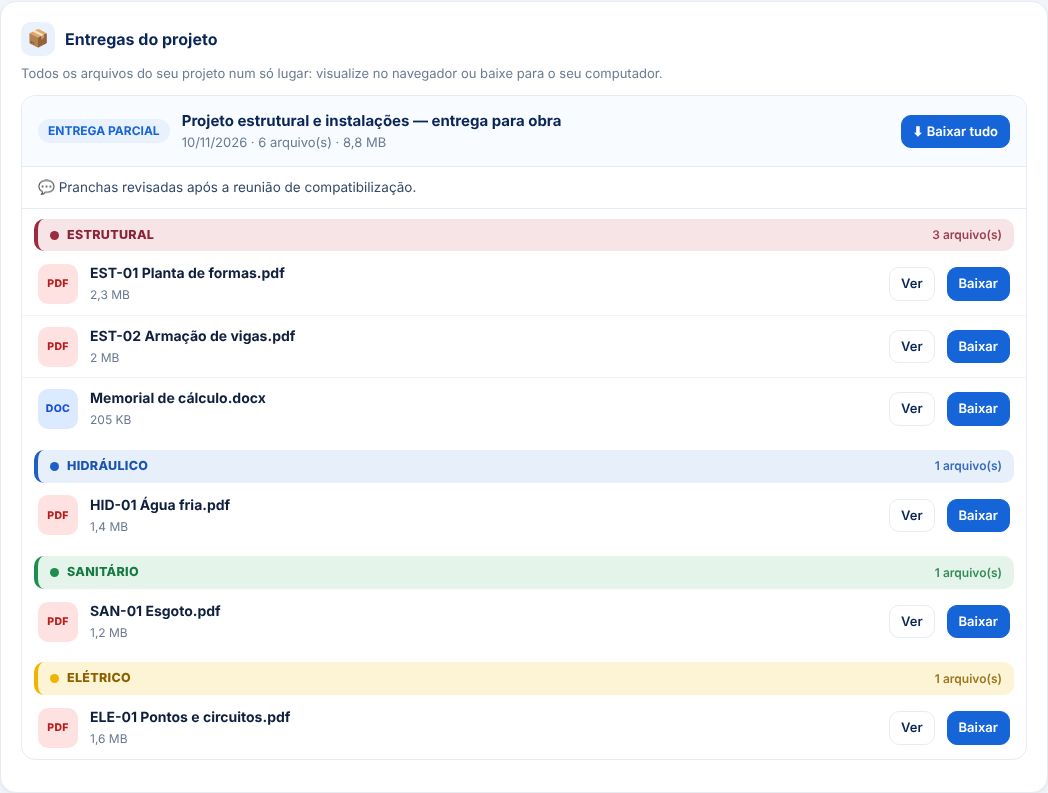 Entregas do projeto
Todos os arquivos do seu projeto num só lugar: visualize no navegador ou baixe para o seu computador.
ENTREGA PARCIAL
Projeto estrutural e instalações — entrega para obra
10/11/2026 · 6 arquivo(s) · 8,8 MB
⬇ Baixar tudo
💬 Pranchas revisadas após a reunião de compatibilização.
ESTRUTURAL 3 arquivo(s)
PDF EST-01 Planta de formas.pdf Ver Baixar
2,3 MB
PDF EST-02 Armação de vigas.pdf Ver Baixar
2 MB
DOC Memorial de cálculo.docx Ver Baixar
205 KB
HIDRÁULICO 1 arquivo(s)
PDF HID-01 Água fria.pdf Ver Baixar
1,4 MB
SANITÁRIO 1 arquivo(s)
PDF SAN-01 Esgoto.pdf Ver Baixar
1,2 MB
ELÉTRICO 1 arquivo(s)
PDF ELE-01 Pontos e circuitos.pdf Ver Baixar
1,6 MB